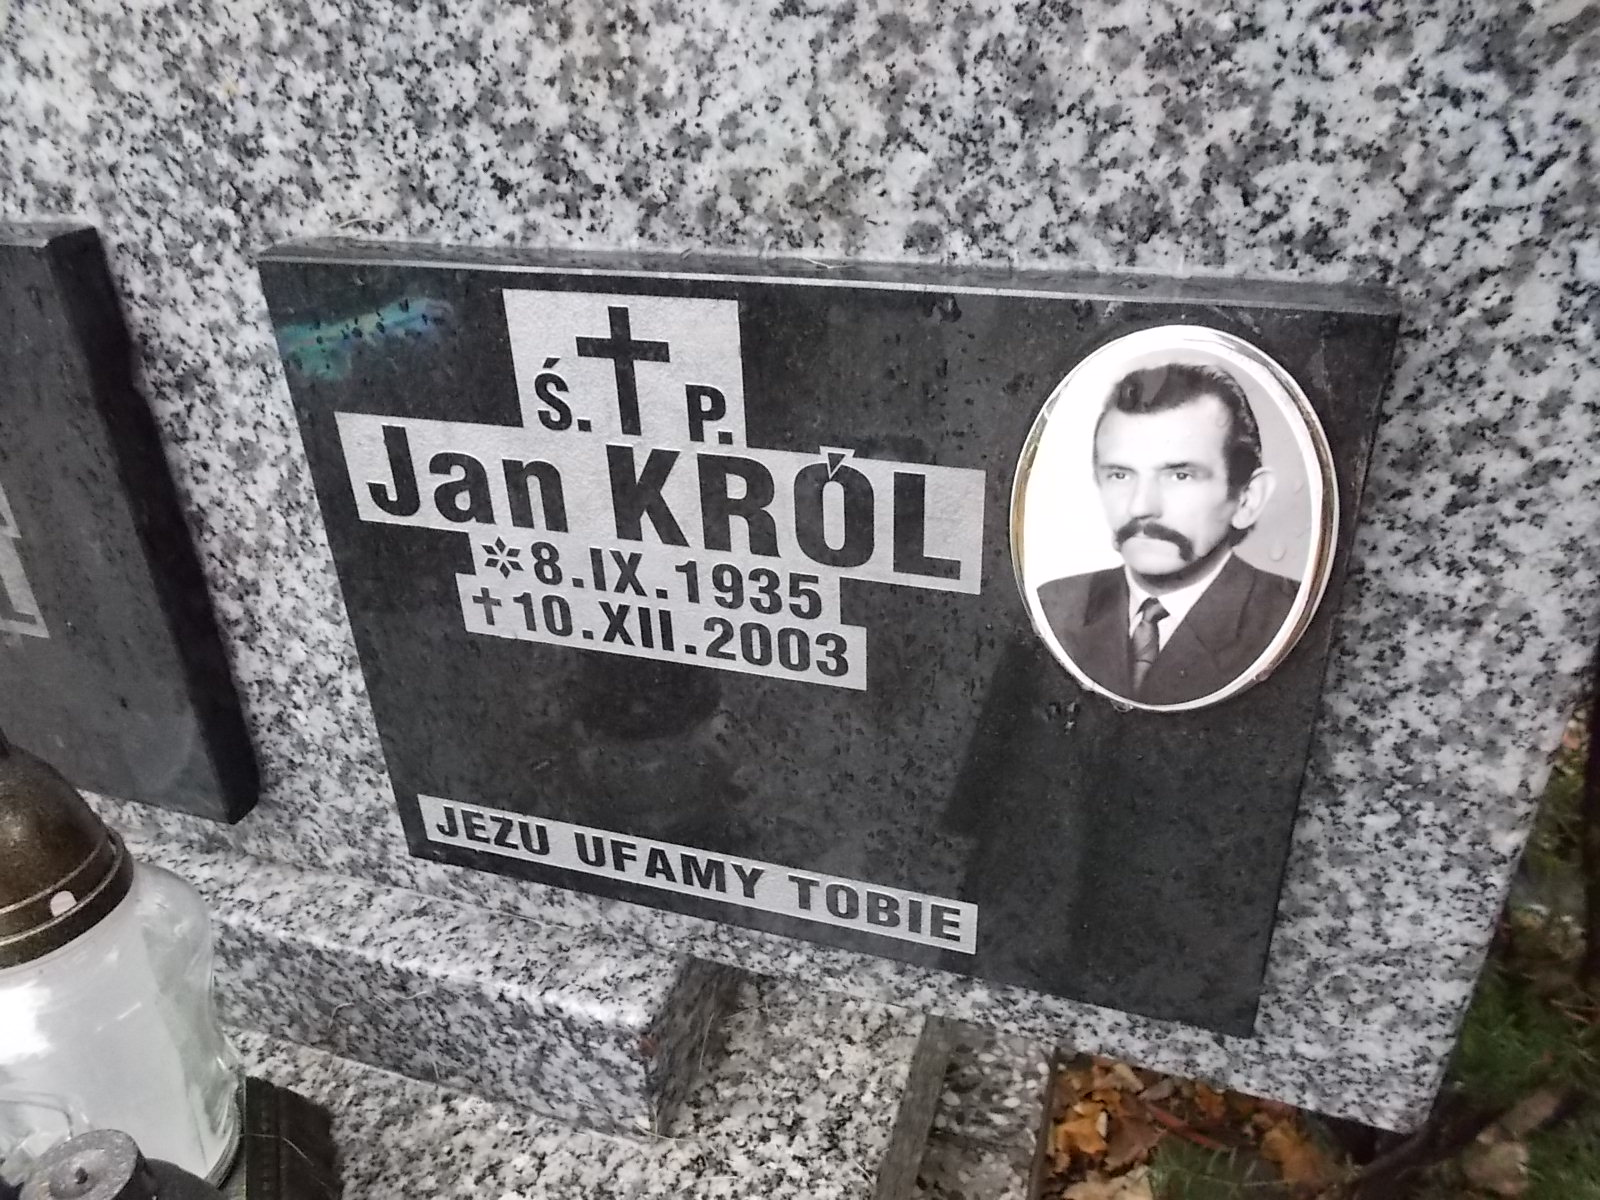 Ś. P.
Jan KRÓL
8.IX.1935
10.XII.2003
JEZU UFAMY TOBIE